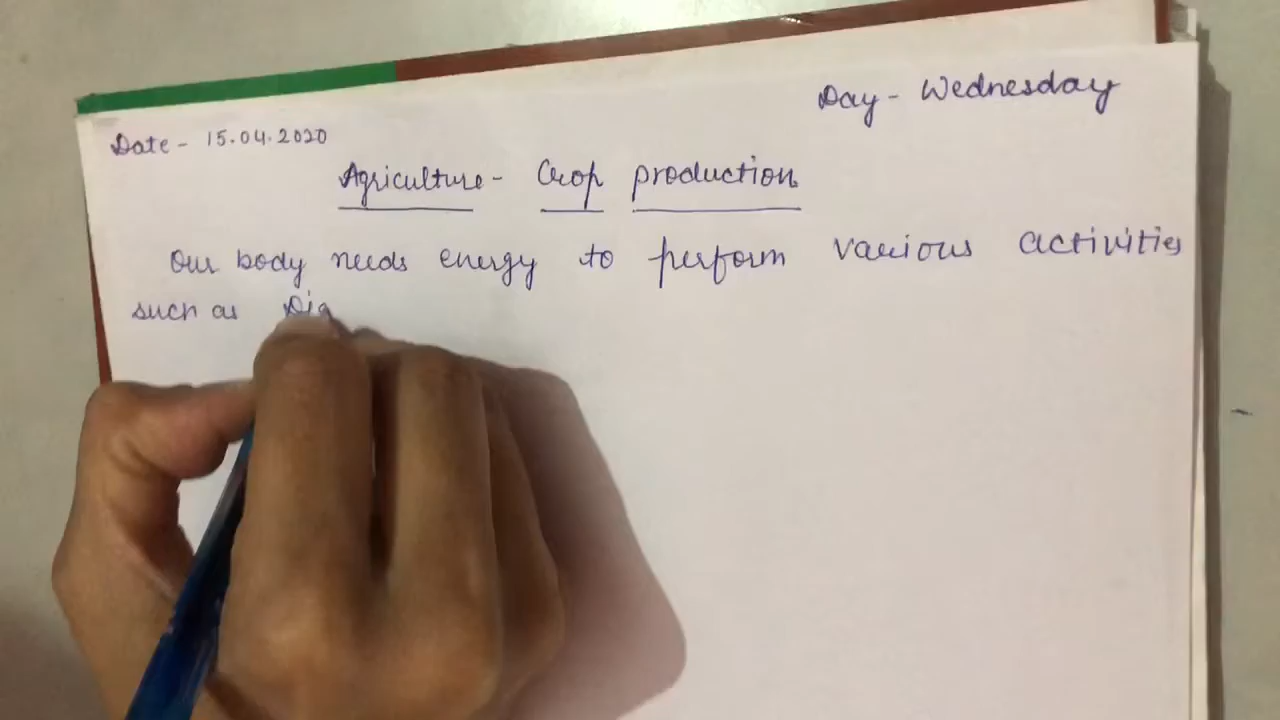 Day - Wednesday
Date - 15.04.2020
Agriculture - Crop production
Our body needs energy to perform various activities
such as Dig